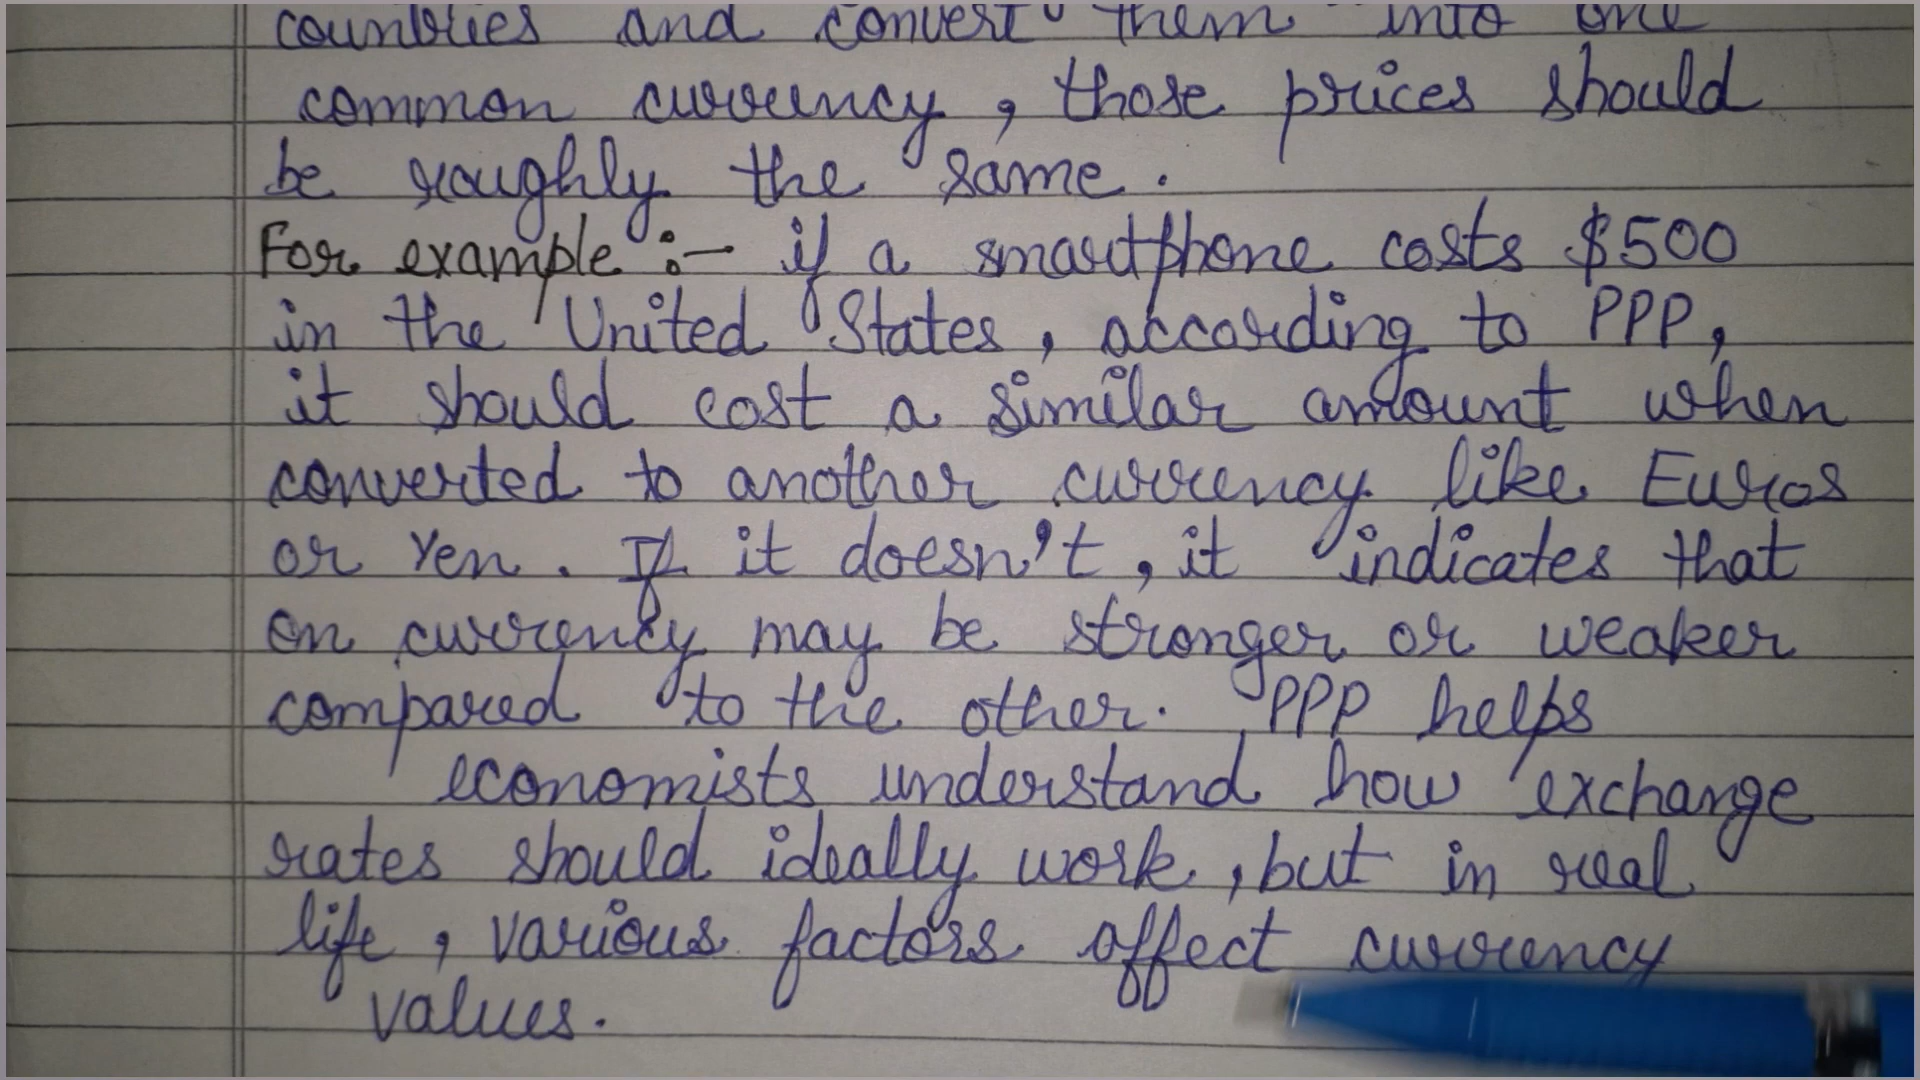 countries and convert them into one
common currency, those prices should
be roughly the same.
For example :- if a smartphone costs $500
in the United States, according to PPP,
it should cost a similar amount when
converted to another currency like Euros
or Yen. If it doesn't, it indicates that
on currency may be stronger or weaker
compared to the other. PPP helps
economists understand how exchange
rates should ideally work, but in real
life, various factors affect currency
values.